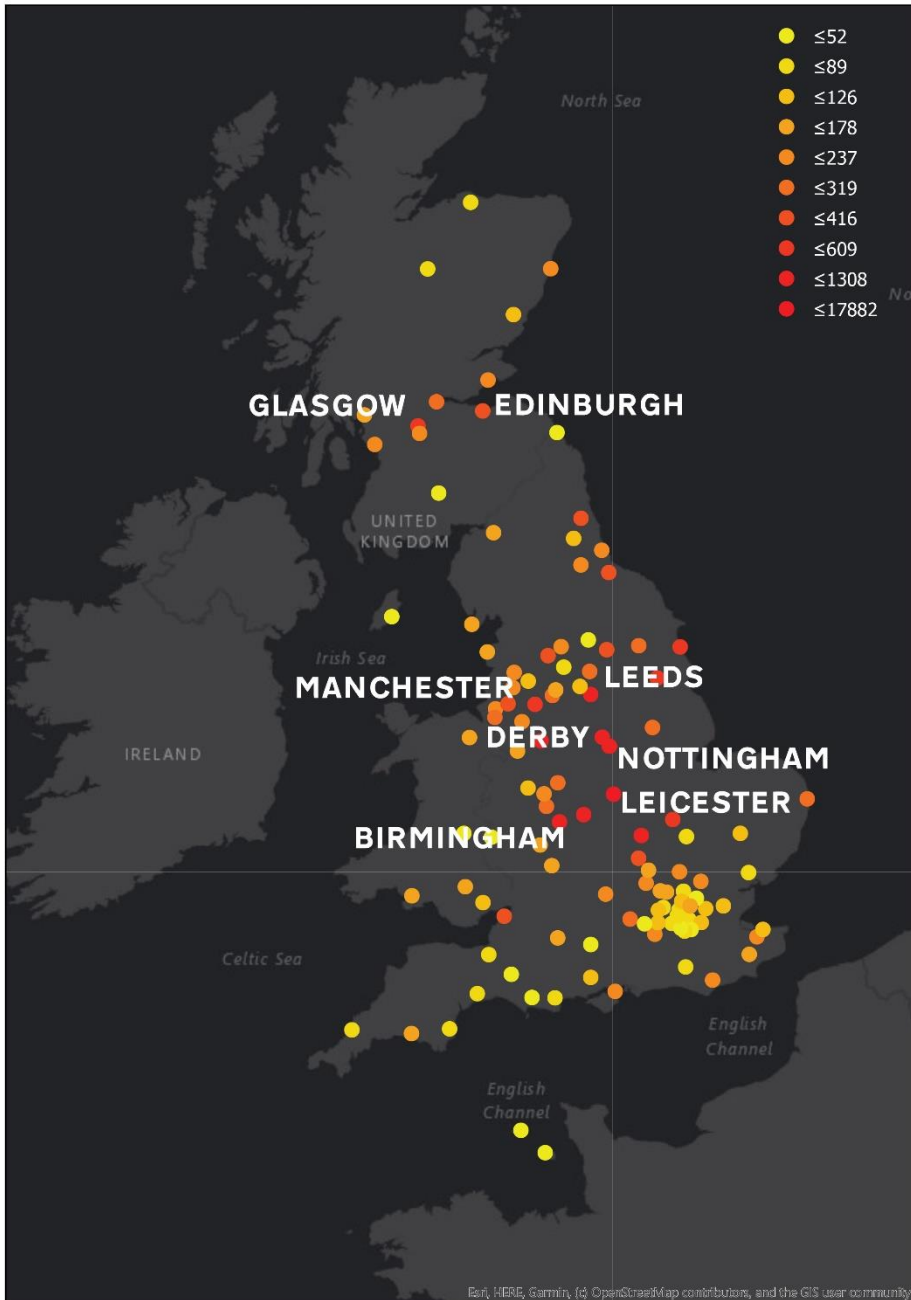 ≤52
≤89
North Sea
≤126
≤178
≤237
≤319
≤416
≤609
≤1308
No
≤17882
GLASGOW
EDINBURGH
UNITED
KINGDOM
Irish Sea
MANCHESTER
LEEDS
DERBY
IRELAND
NOTTINGHAM
LEICESTER
BIRMINGHAM
Celtic Sea
English
Channel
English
Channel
Esri, HERE, Garmin, (c) OpenStreetMap contributors, and the GIS user community